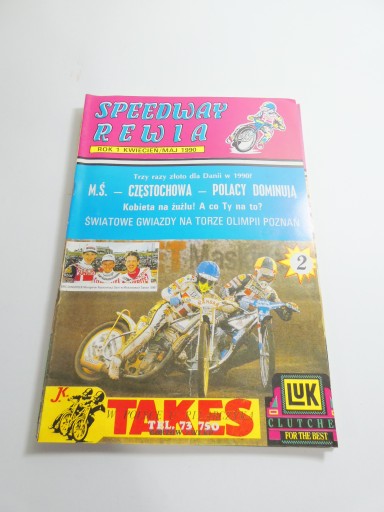 SPEEDWAY
REWIA
ROK 1 KWIECIEŃ/MAJ 1990
Trzy razy złoto dla Danii w 1990?
M.Ś. – CZĘSTOCHOWA – POLACY DOMINUJĄ
Kobieta na żużlu! A co Ty na to?
ŚWIATOWE GWIAZDY NA TORZE OLIMPII POZNAŃ
2
J.K.
TAKES
TEL. 73 750
LUK
CLUTCHE
FOR THE BEST